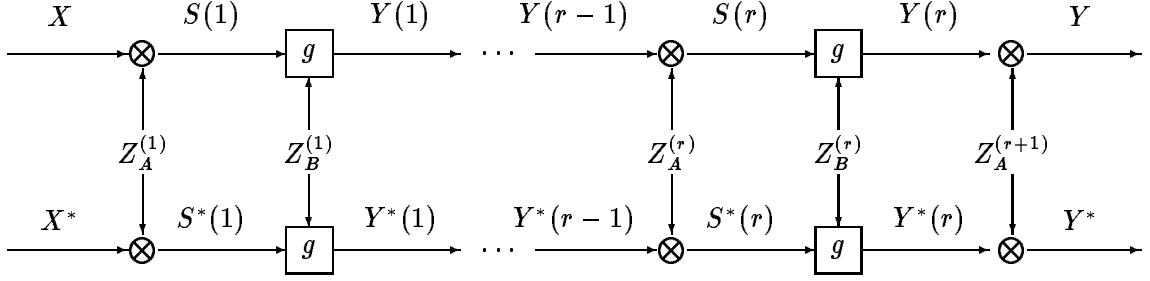 X S(1) Y(1) Y(r − 1) S(r) Y(r) Y
⊗ g · · · ⊗ g ⊗
Z_A^{(1)} Z_B^{(1)} Z_A^{(r)} Z_B^{(r)} Z_A^{(r+1)}
X* S*(1) Y*(1) Y*(r − 1) S*(r) Y*(r) Y*
⊗ g · · · ⊗ g ⊗